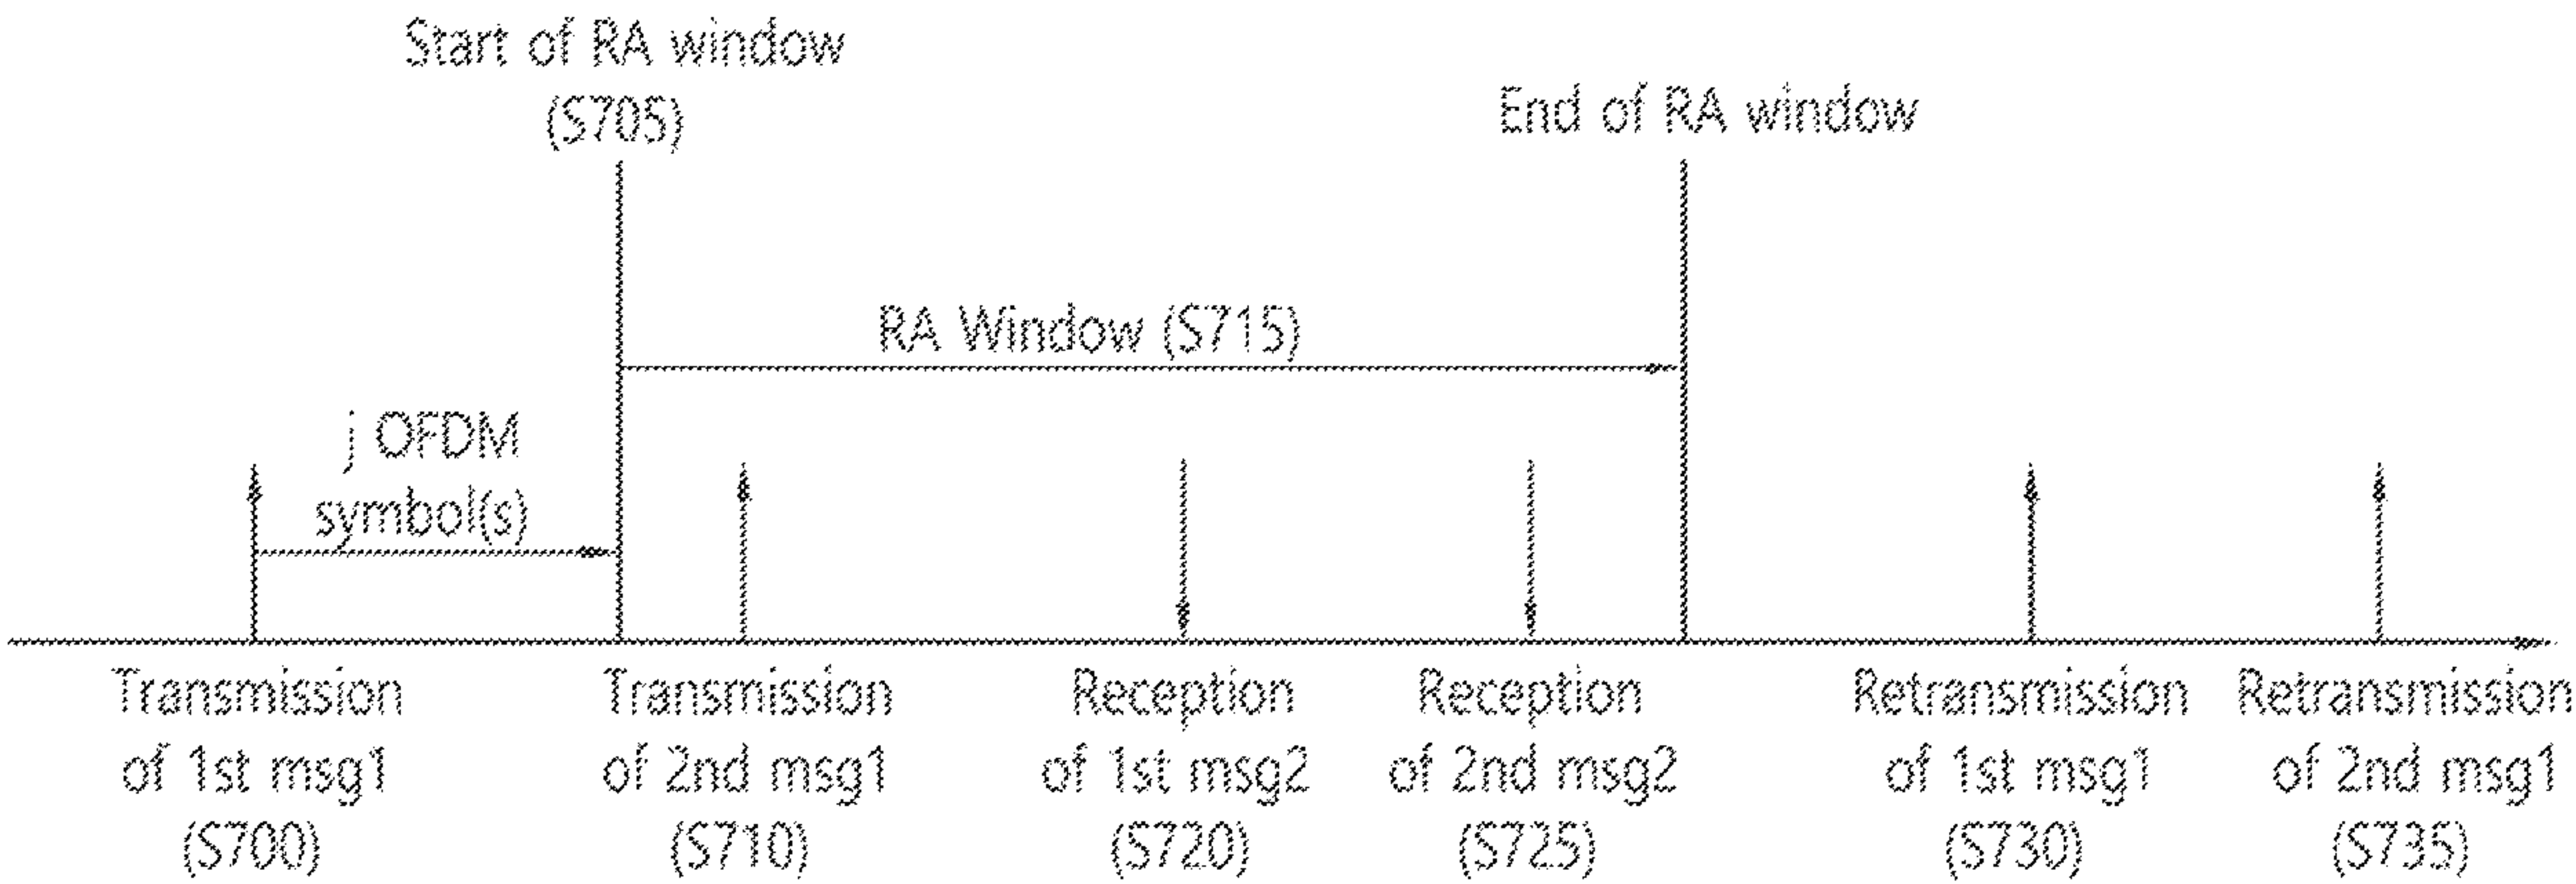 Start of RA window
(S705)
End of RA window
RA Window (S715)
j OFDM
symbol(s)
Transmission
of 1st msg1
(S700)
Transmission
of 2nd msg1
(S710)
Reception
of 1st msg2
(S720)
Reception
of 2nd msg2
(S725)
Retransmission
of 1st msg1
(S730)
Retransmission
of 2nd msg1
(S735)